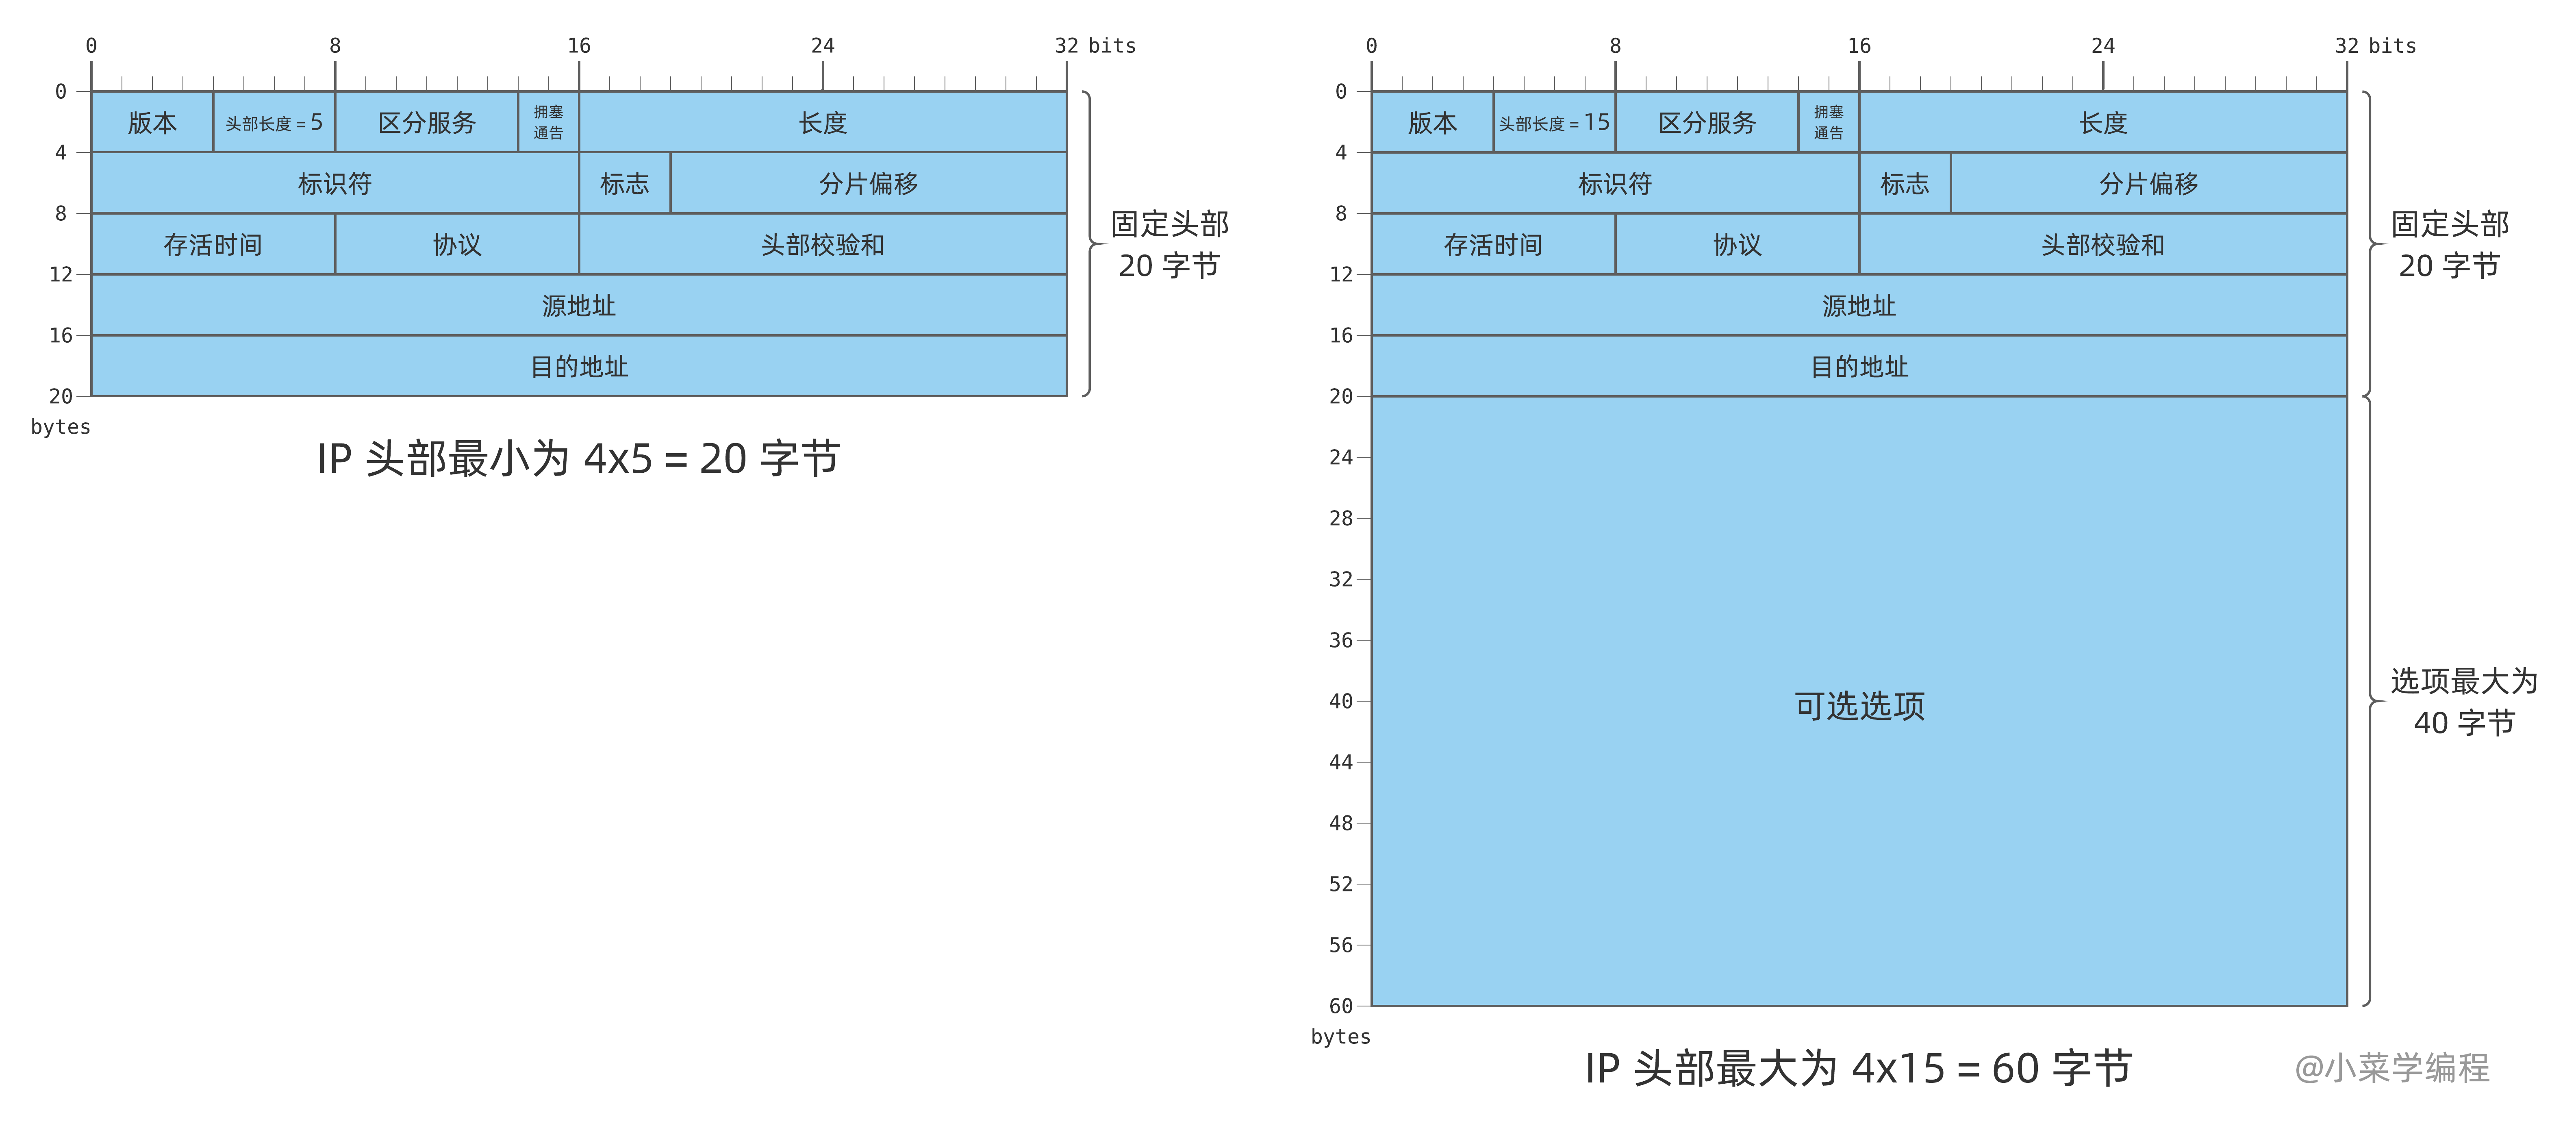 0 8 16 24 32 bits
0
版本 头部长度 = 5 区分服务 拥塞 长度
通告
4
标识符 标志 分片偏移
8
存活时间 协议 头部校验和
12
源地址
16
目的地址
20
bytes
固定头部
20 字节
IP 头部最小为 4x5 = 20 字节
0 8 16 24 32 bits
0
版本 头部长度 = 15 区分服务 拥塞 长度
通告
4
标识符 标志 分片偏移
8
存活时间 协议 头部校验和
12
源地址
16
目的地址
20
固定头部
20 字节
24
28
32
36
40
可选选项
44
48
52
56
60
bytes
选项最大为
40 字节
IP 头部最大为 4x15 = 60 字节
@小菜学编程